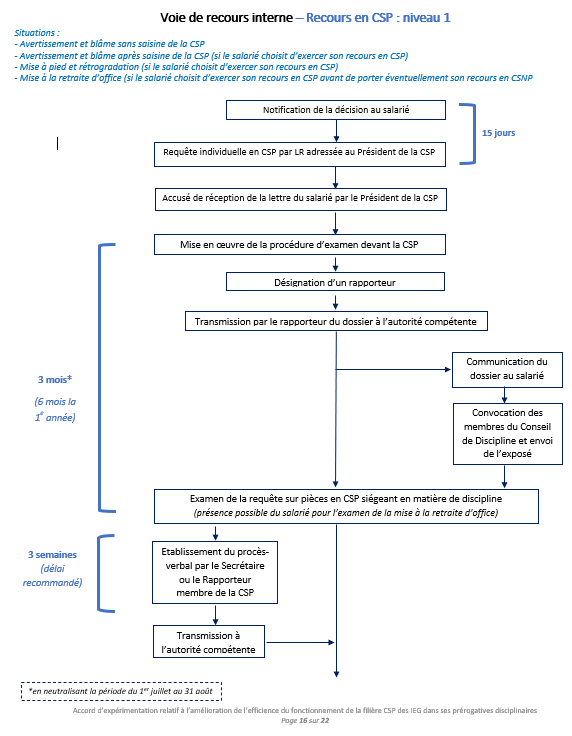 Voie de recours interne – Recours en CSP : niveau 1
Situations :
- Avertissement et blâme sans saisine de la CSP
- Avertissement et blâme après saisine de la CSP (si le salarié choisit d'exercer son recours en CSP)
- Mise à pied et rétrogradation (si le salarié choisit d'exercer son recours en CSP)
- Mise à la retraite d'office (si le salarié choisit d'exercer son recours en CSP avant de porter éventuellement son recours en CSNP
Notification de la décision au salarié
15 jours
Requête individuelle en CSP par LR adressée au Président de la CSP
Accusé de réception de la lettre du salarié par le Président de la CSP
Mise en œuvre de la procédure d'examen devant la CSP
Désignation d'un rapporteur
Transmission par le rapporteur du dossier à l'autorité compétente
Communication du
dossier au salarié
3 mois*
(6 mois la
1e année)
Convocation des
membres du Conseil
de Discipline et envoi
de l'exposé
Examen de la requête sur pièces en CSP siégeant en matière de discipline
(présence possible du salarié pour l'examen de la mise à la retraite d'office)
3 semaines
(délai
recommandé)
Etablissement du procès-
verbal par le Secrétaire
ou le Rapporteur
membre de la CSP
Transmission à
l'autorité compétente
*en neutralisant la période du 1er juillet au 31 août
Accord d'expérimentation relatif à l'amélioration de l'efficience du fonctionnement de la filière CSP des IEG dans ses prérogatives disciplinaires
Page 16 sur 22